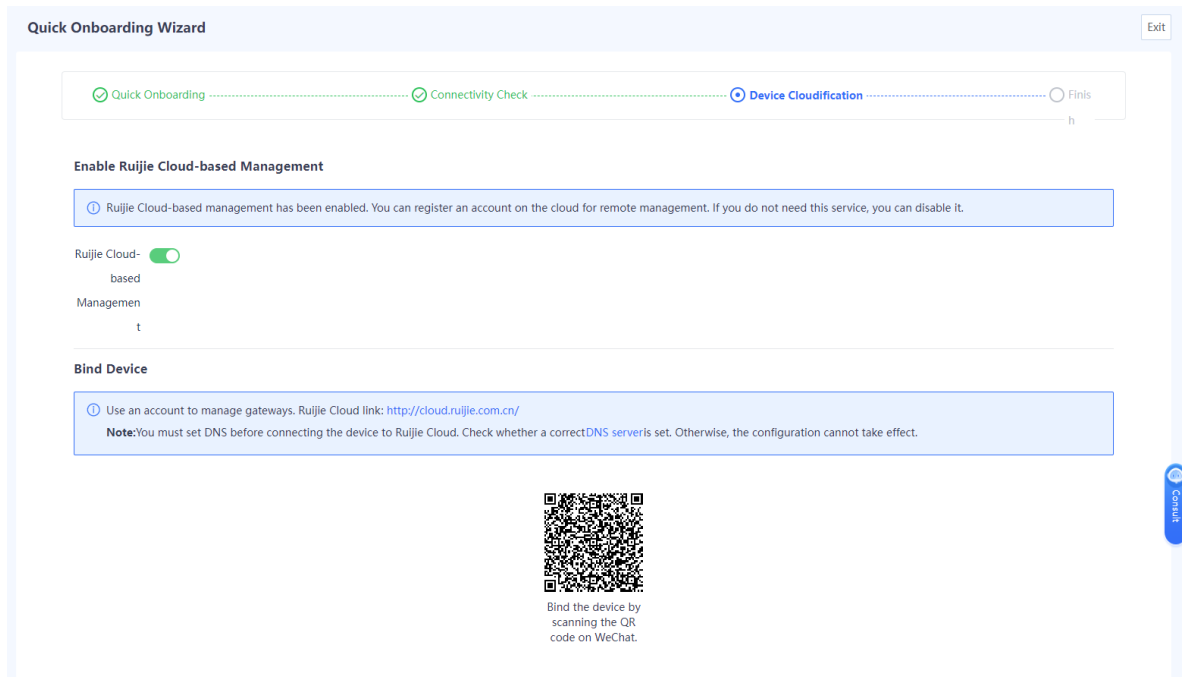 Quick Onboarding Wizard
Exit
Quick Onboarding
Connectivity Check
Device Cloudification
Finis
h
Enable Ruijie Cloud-based Management
Ruijie Cloud-based management has been enabled. You can register an account on the cloud for remote management. If you do not need this service, you can disable it.
Ruijie Cloud-
based
Managemen
t
Bind Device
Use an account to manage gateways. Ruijie Cloud link: http://cloud.ruijie.com.cn/
Note:You must set DNS before connecting the device to Ruijie Cloud. Check whether a correctDNS serveris set. Otherwise, the configuration cannot take effect.
Consult
Bind the device by
scanning the QR
code on WeChat.